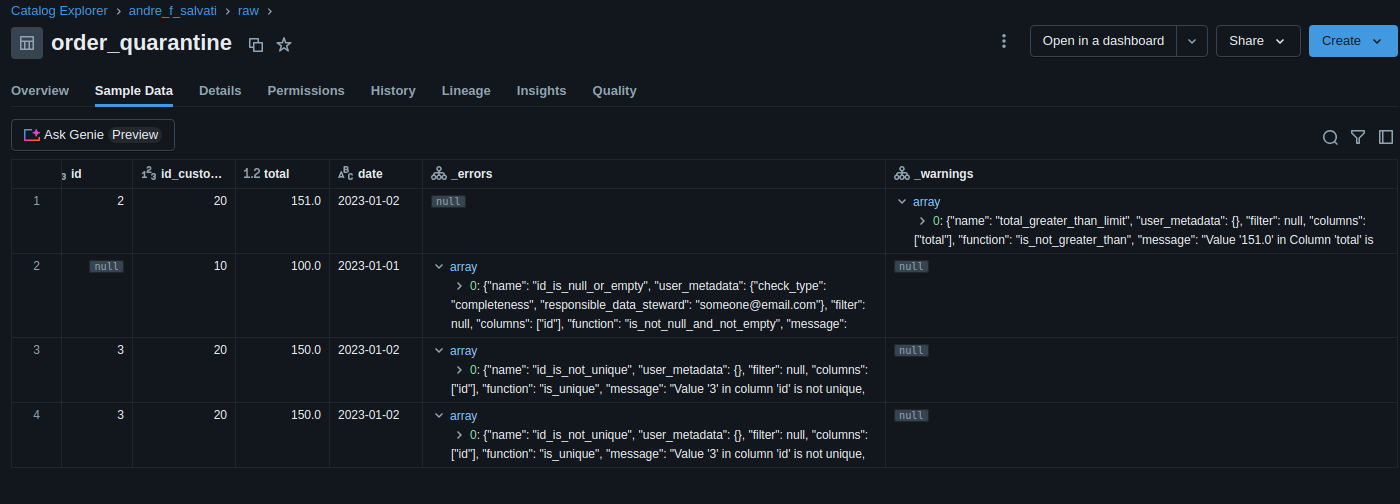 Catalog Explorer > andre_f_salvati > raw >
order_quarantine
Open in a dashboard
Share
Create
Overview Sample Data Details Permissions History Lineage Insights Quality
Ask Genie Preview
id id_custo... 1.2 total date _errors _warnings
1 2 20 151.0 2023-01-02 null array
0: {"name": "total_greater_than_limit", "user_metadata": {}, "filter": null, "columns":
["total"], "function": "is_not_greater_than", "message": "Value '151.0' in Column 'total' is
2 null 10 100.0 2023-01-01 array null
0: {"name": "id_is_null_or_empty", "user_metadata": {"check_type":
"completeness", "responsible_data_steward": "someone@email.com"}, "filter":
null, "columns": ["id"], "function": "is_not_null_and_not_empty", "message":
3 3 20 150.0 2023-01-02 array null
0: {"name": "id_is_not_unique", "user_metadata": {}, "filter": null, "columns":
["id"], "function": "is_unique", "message": "Value '3' in column 'id' is not unique,
4 3 20 150.0 2023-01-02 array null
0: {"name": "id_is_not_unique", "user_metadata": {}, "filter": null, "columns":
["id"], "function": "is_unique", "message": "Value '3' in column 'id' is not unique,